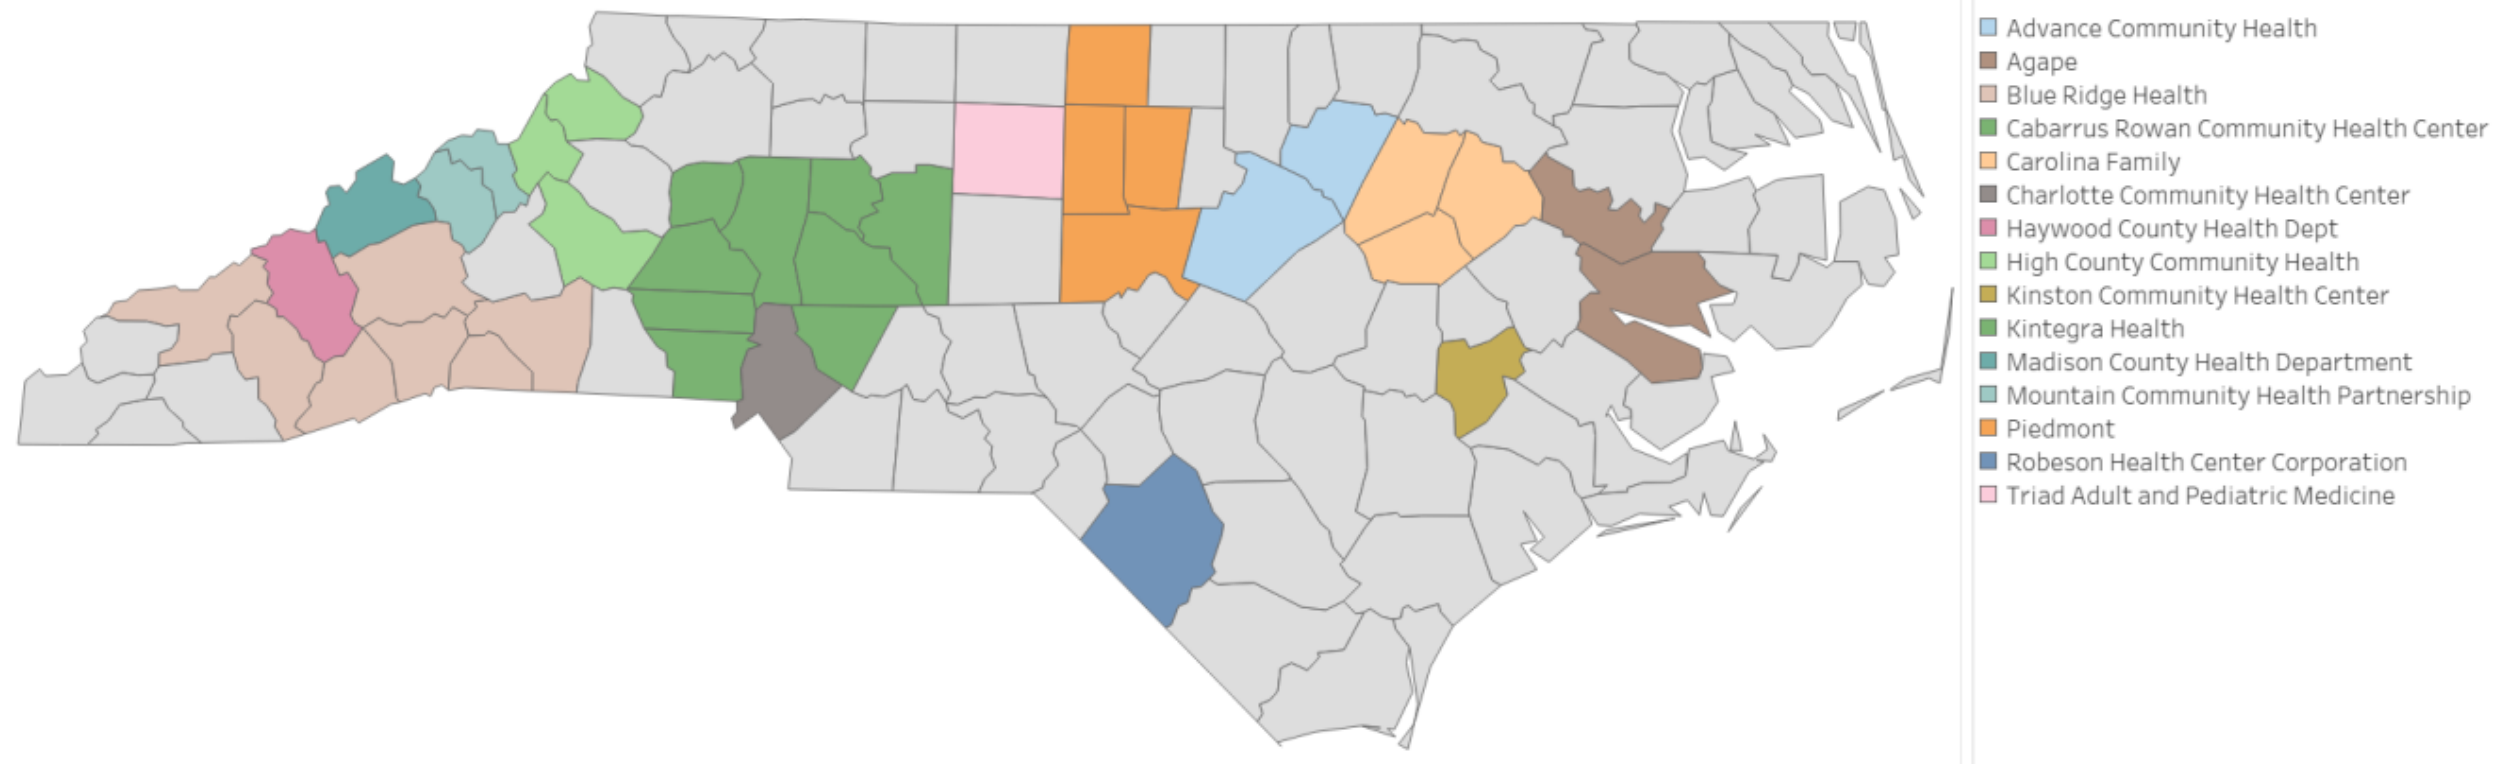 Advance Community Health
Agape
Blue Ridge Health
Cabarrus Rowan Community Health Center
Carolina Family
Charlotte Community Health Center
Haywood County Health Dept
High County Community Health
Kinston Community Health Center
Kintegra Health
Madison County Health Department
Mountain Community Health Partnership
Piedmont
Robeson Health Center Corporation
Triad Adult and Pediatric Medicine